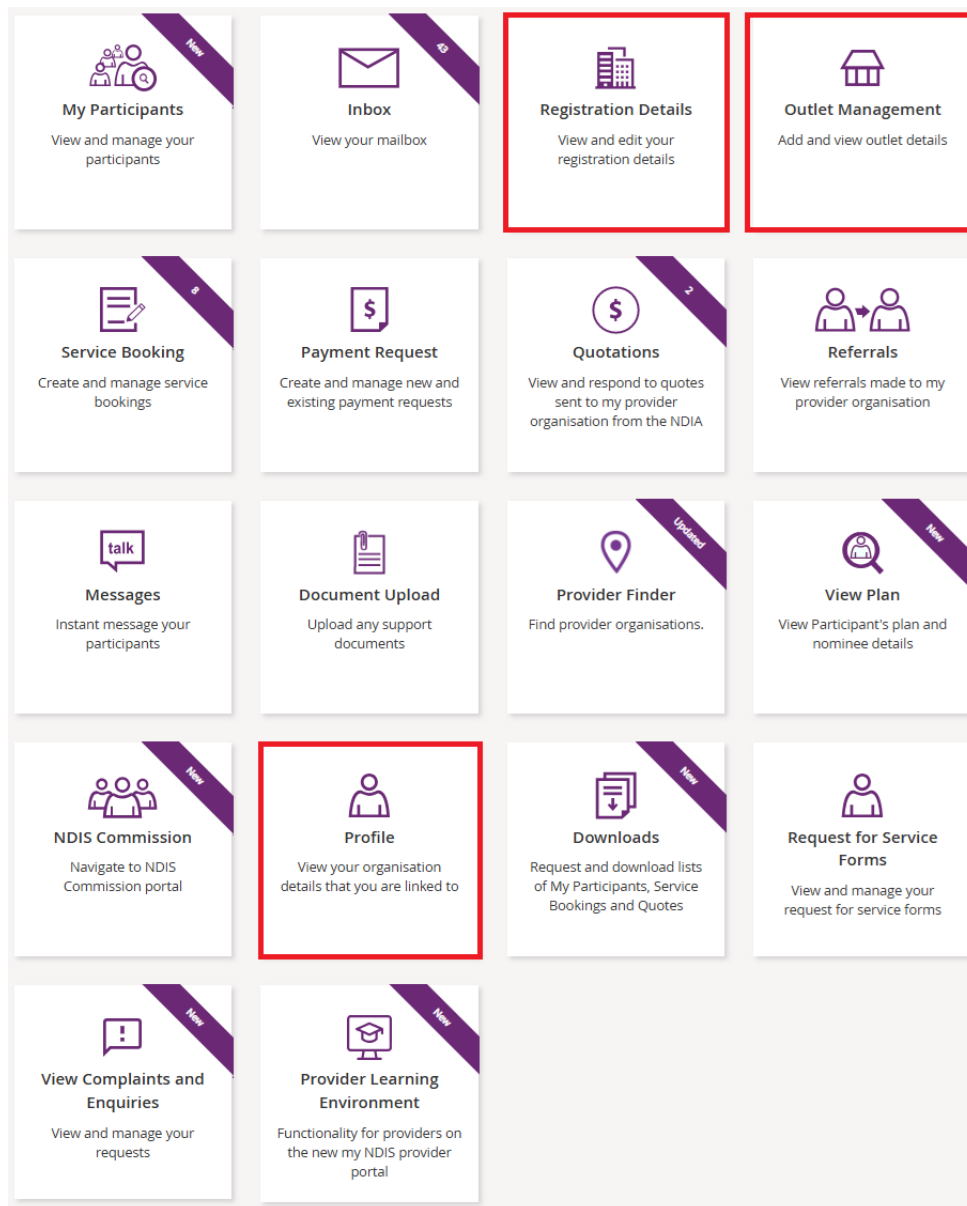 New
My Participants
View and manage your
participants
43
Inbox
View your mailbox
Registration Details
View and edit your
registration details
Outlet Management
Add and view outlet details
8
Service Booking
Create and manage service
bookings
$
Payment Request
Create and manage new and
existing payment requests
2
$
Quotations
View and respond to quotes
sent to my provider
organisation from the NDIA
Referrals
View referrals made to my
provider organisation
talk
Messages
Instant message your
participants
Document Upload
Upload any support
documents
Updated
Provider Finder
Find provider organisations.
New
View Plan
View Participant's plan and
nominee details
New
NDIS Commission
Navigate to NDIS
Commission portal
Profile
View your organisation
details that you are linked to
New
Downloads
Request and download lists
of My Participants, Service
Bookings and Quotes
Request for Service
Forms
View and manage your
request for service forms
New
!
View Complaints and
Enquiries
View and manage your
requests
New
Provider Learning
Environment
Functionality for providers on
the new my NDIS provider
portal